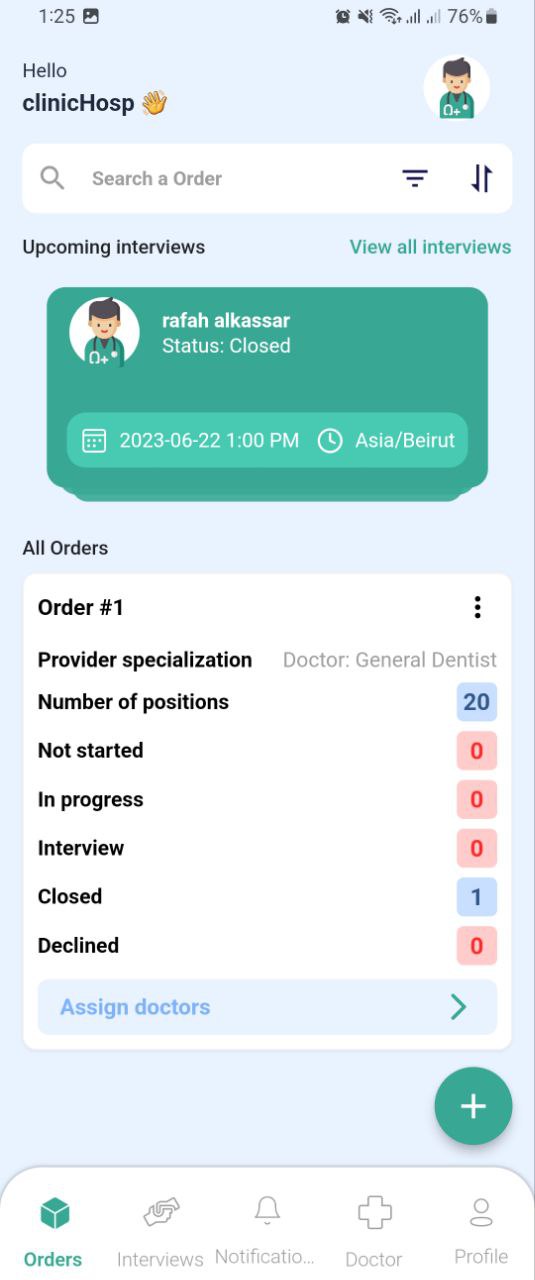 1:25 76%
Hello
clinicHosp 👋
Search a Order
Upcoming interviews View all interviews
rafah alkassar
Status: Closed
2023-06-22 1:00 PM Asia/Beirut
All Orders
Order #1
Provider specialization Doctor: General Dentist
Number of positions 20
Not started 0
In progress 0
Interview 0
Closed 1
Declined 0
Assign doctors
Orders Interviews Notificatio... Doctor Profile